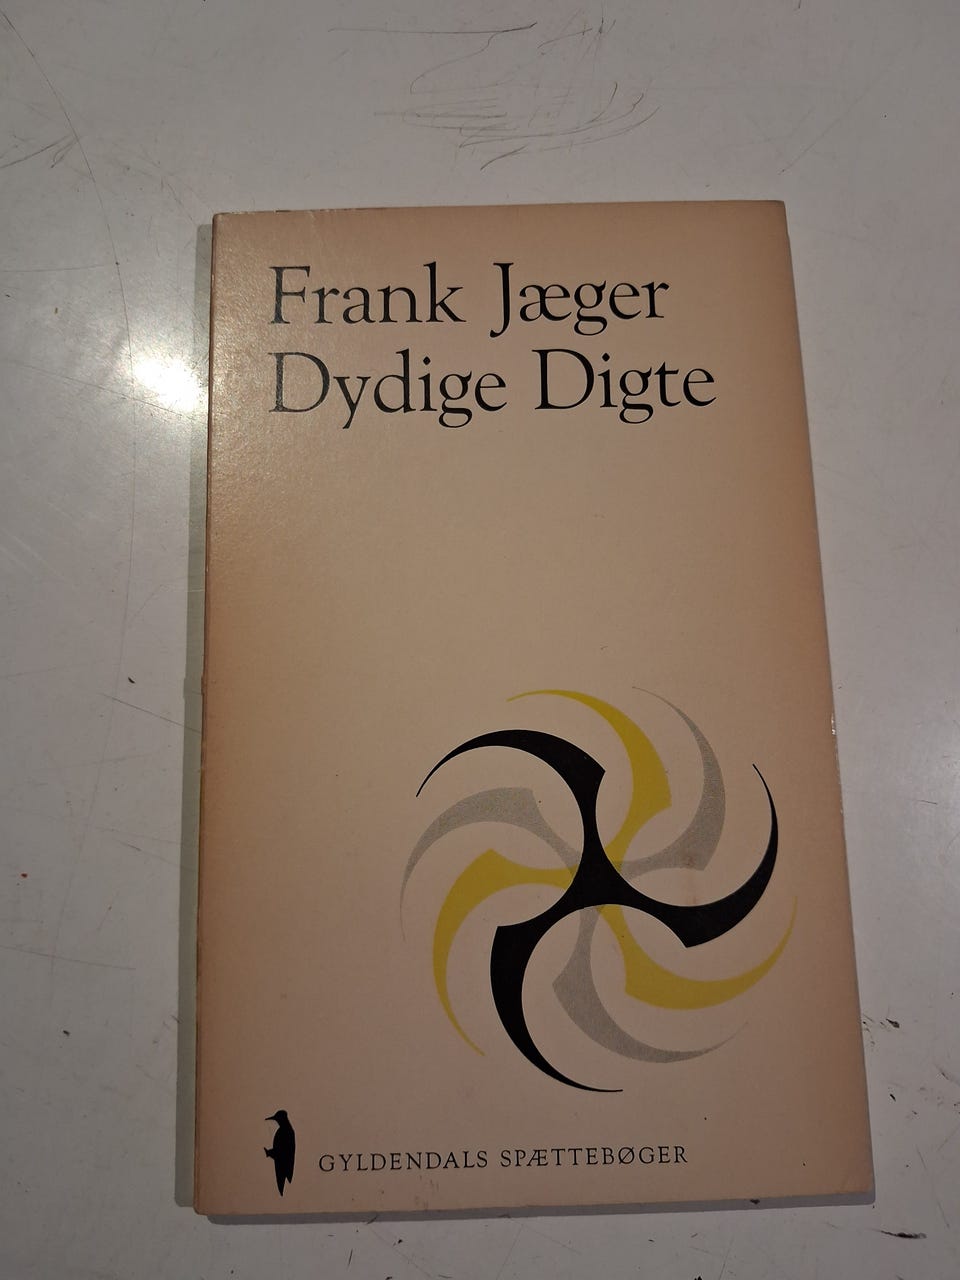 Frank Jæger
Dydige Digte
GYLDENDALS SPÆTTEBØGER